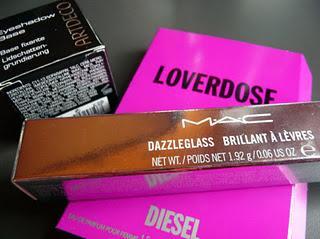 ARTDECO
Eyeshadow
Base
Base fixante
Lidschatten-
grundierung
LOVERDOSE
MAC
DAZZLEGLASS BRILLANT À LÈVRES
NET WT. / POIDS NET 1.92 g / 0.06 US OZ
DIESEL
EAU DE PARFUM POUR FEMME